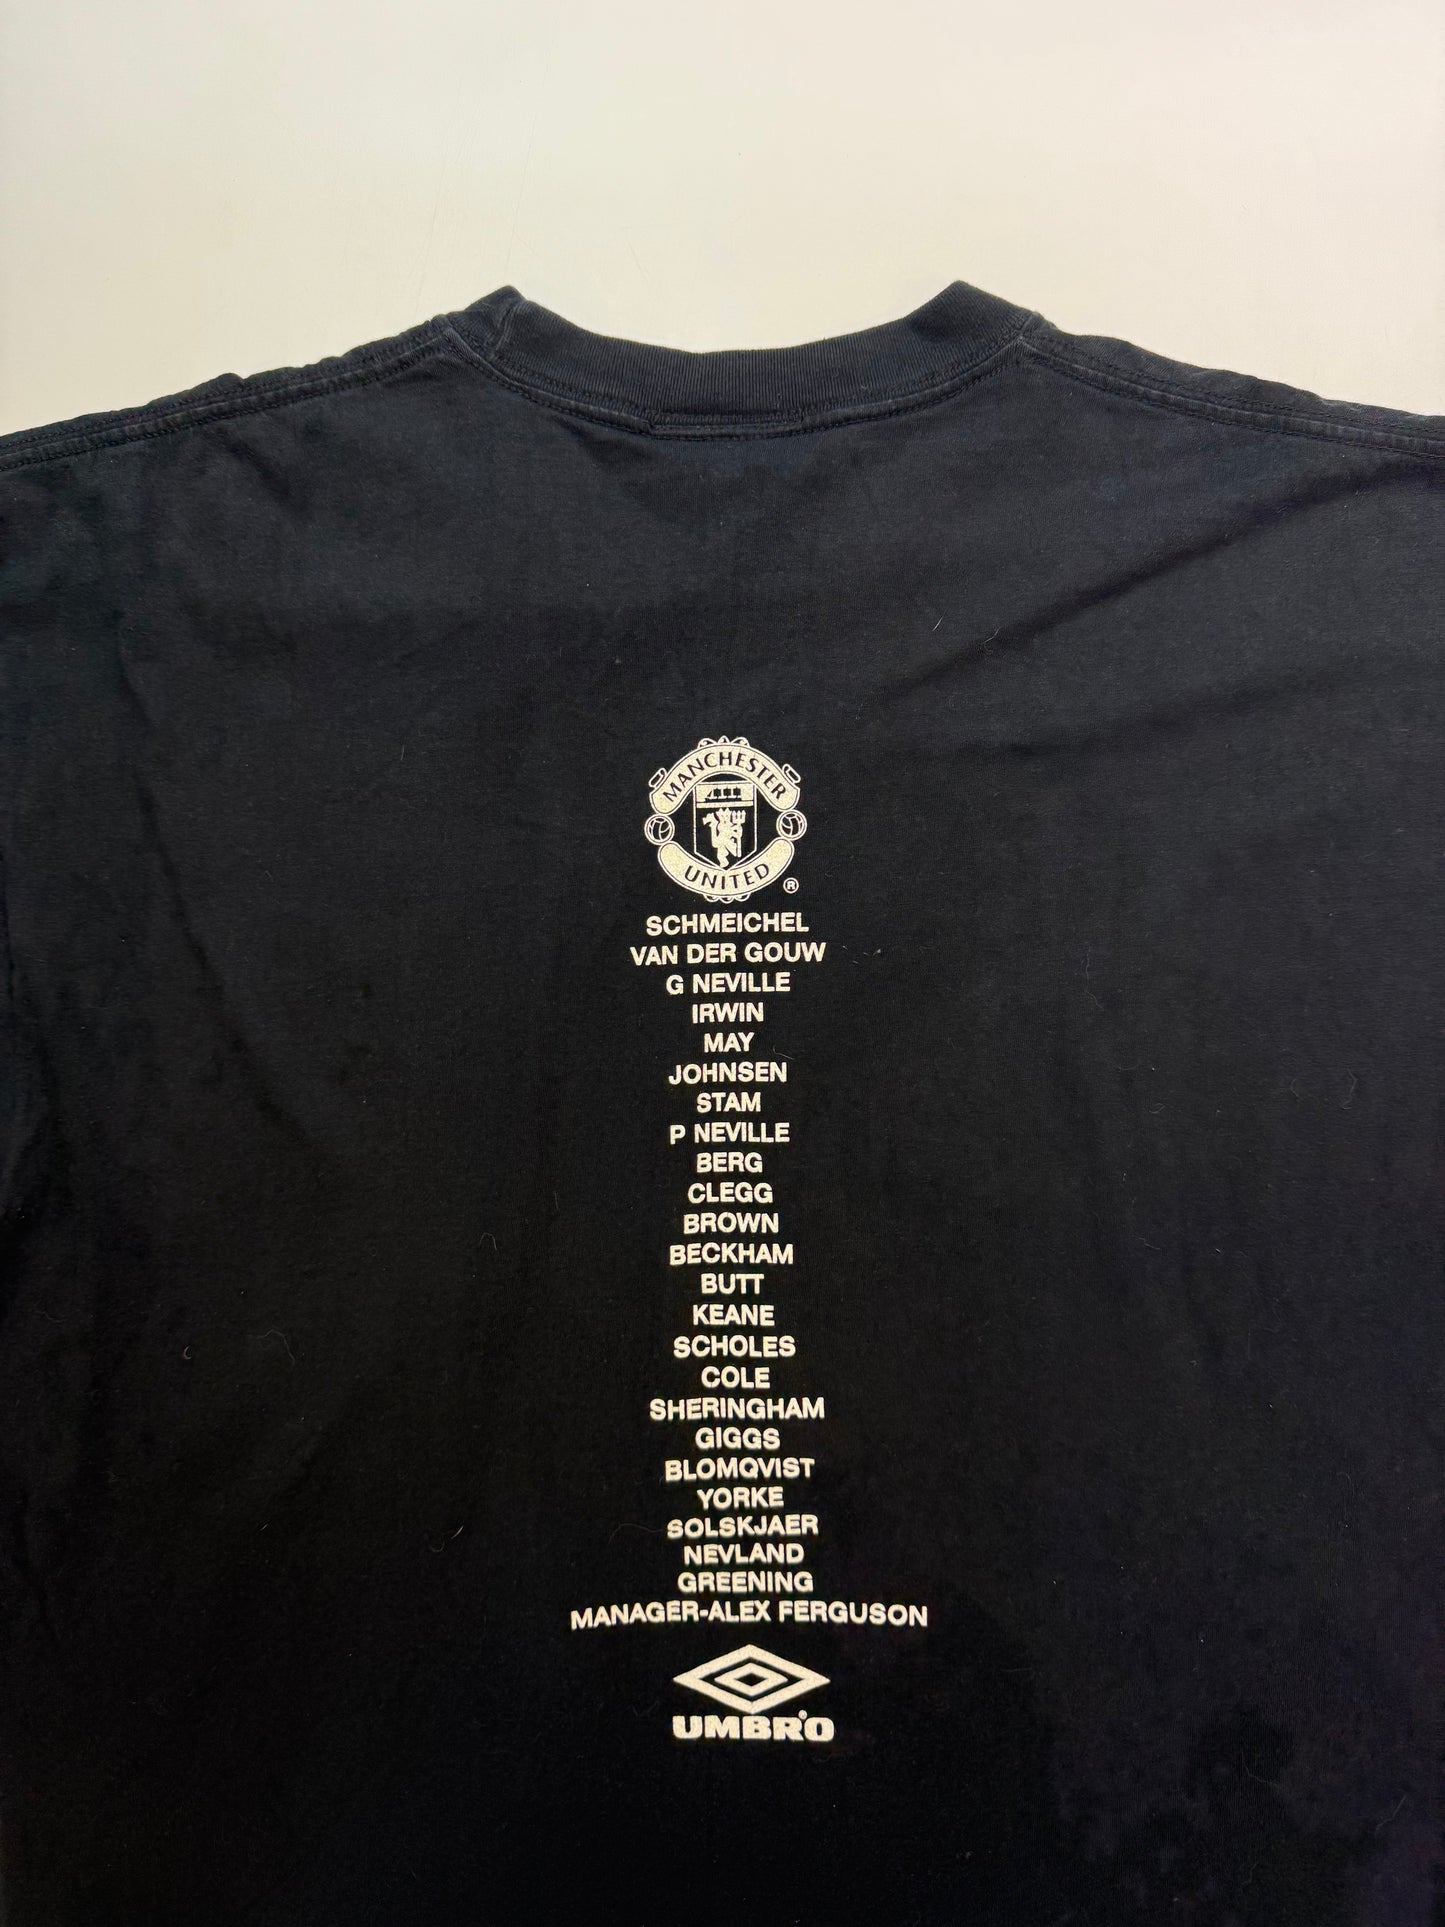 MANCHESTER
UNITED
®
SCHMEICHEL
VAN DER GOUW
G NEVILLE
IRWIN
MAY
JOHNSEN
STAM
P NEVILLE
BERG
CLEGG
BROWN
BECKHAM
BUTT
KEANE
SCHOLES
COLE
SHERINGHAM
GIGGS
BLOMQVIST
YORKE
SOLSKJAER
NEVLAND
GREENING
MANAGER-ALEX FERGUSON
UMBRO®